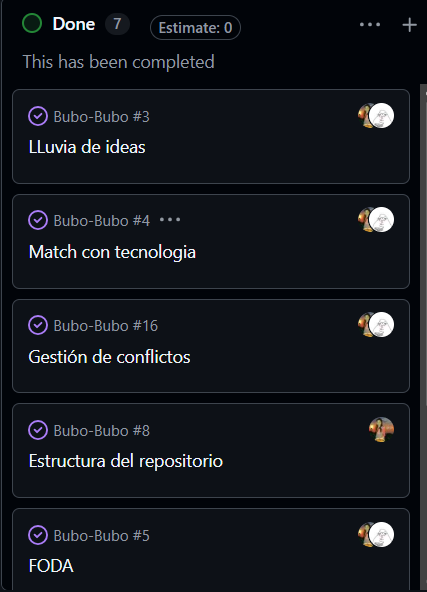 Done 7 Estimate: 0
This has been completed
Bubo-Bubo #3
LLuvia de ideas
Bubo-Bubo #4
Match con tecnologia
Bubo-Bubo #16
Gestión de conflictos
Bubo-Bubo #8
Estructura del repositorio
Bubo-Bubo #5
FODA